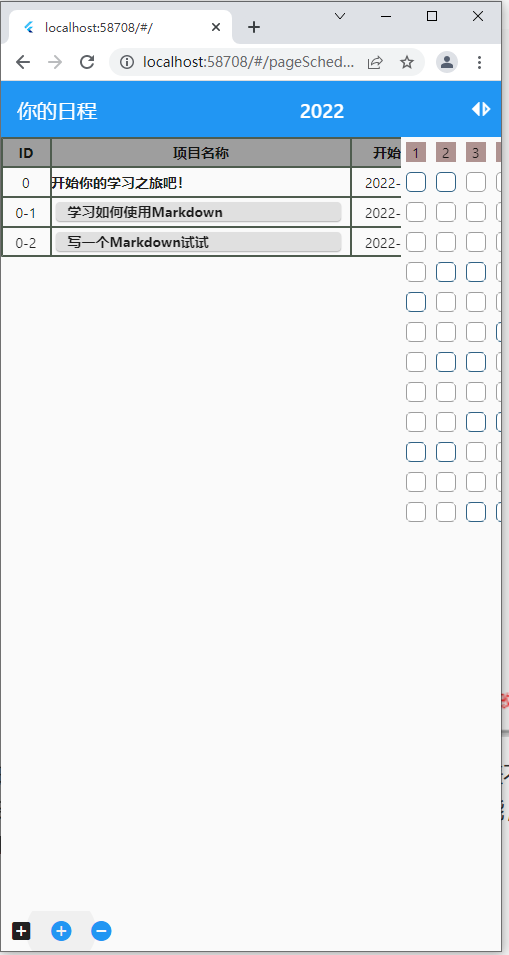 localhost:58708/#/
localhost:58708/#/pageSched...
你的日程 2022
ID 项目名称 开始 1 2 3
0 开始你的学习之旅吧! 2022-
0-1 学习如何使用Markdown 2022-
0-2 写一个Markdown试试 2022-